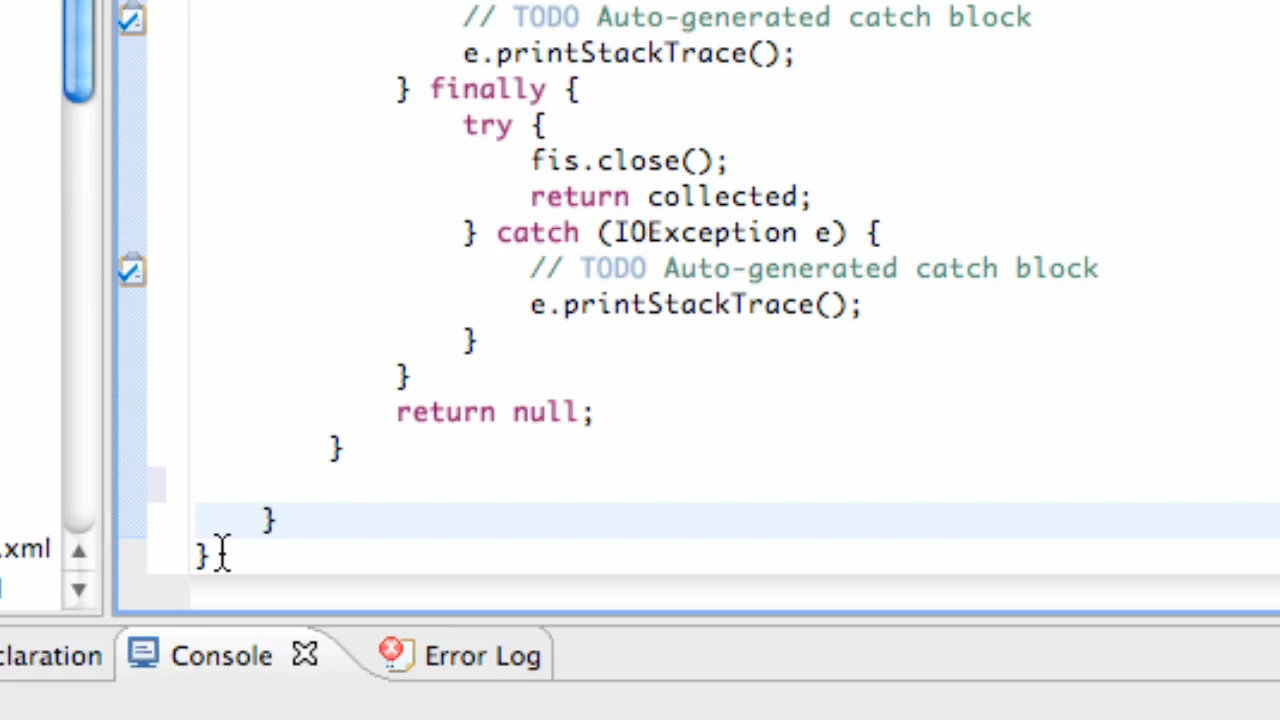 // TODO Auto-generated catch block
e.printStackTrace();
} finally {
try {
fis.close();
return collected;
} catch (IOException e) {
// TODO Auto-generated catch block
e.printStackTrace();
}
}
return null;
}
}
}
.xml
claration
Console
Error Log